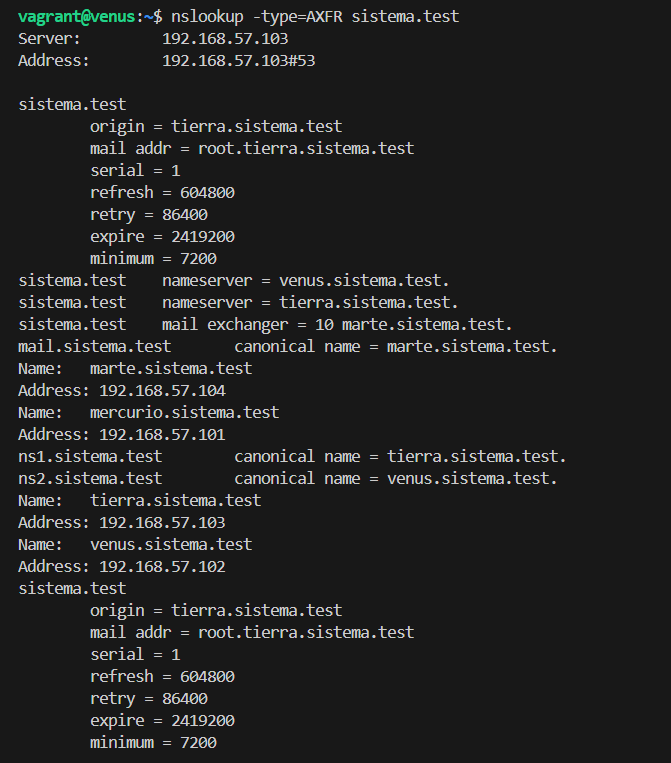 vagrant@venus:~$ nslookup -type=AXFR sistema.test
Server:         192.168.57.103
Address:        192.168.57.103#53

sistema.test
        origin = tierra.sistema.test
        mail addr = root.tierra.sistema.test
        serial = 1
        refresh = 604800
        retry = 86400
        expire = 2419200
        minimum = 7200
sistema.test    nameserver = venus.sistema.test.
sistema.test    nameserver = tierra.sistema.test.
sistema.test    mail exchanger = 10 marte.sistema.test.
mail.sistema.test       canonical name = marte.sistema.test.
Name:   marte.sistema.test
Address: 192.168.57.104
Name:   mercurio.sistema.test
Address: 192.168.57.101
ns1.sistema.test        canonical name = tierra.sistema.test.
ns2.sistema.test        canonical name = venus.sistema.test.
Name:   tierra.sistema.test
Address: 192.168.57.103
Name:   venus.sistema.test
Address: 192.168.57.102
sistema.test
        origin = tierra.sistema.test
        mail addr = root.tierra.sistema.test
        serial = 1
        refresh = 604800
        retry = 86400
        expire = 2419200
        minimum = 7200